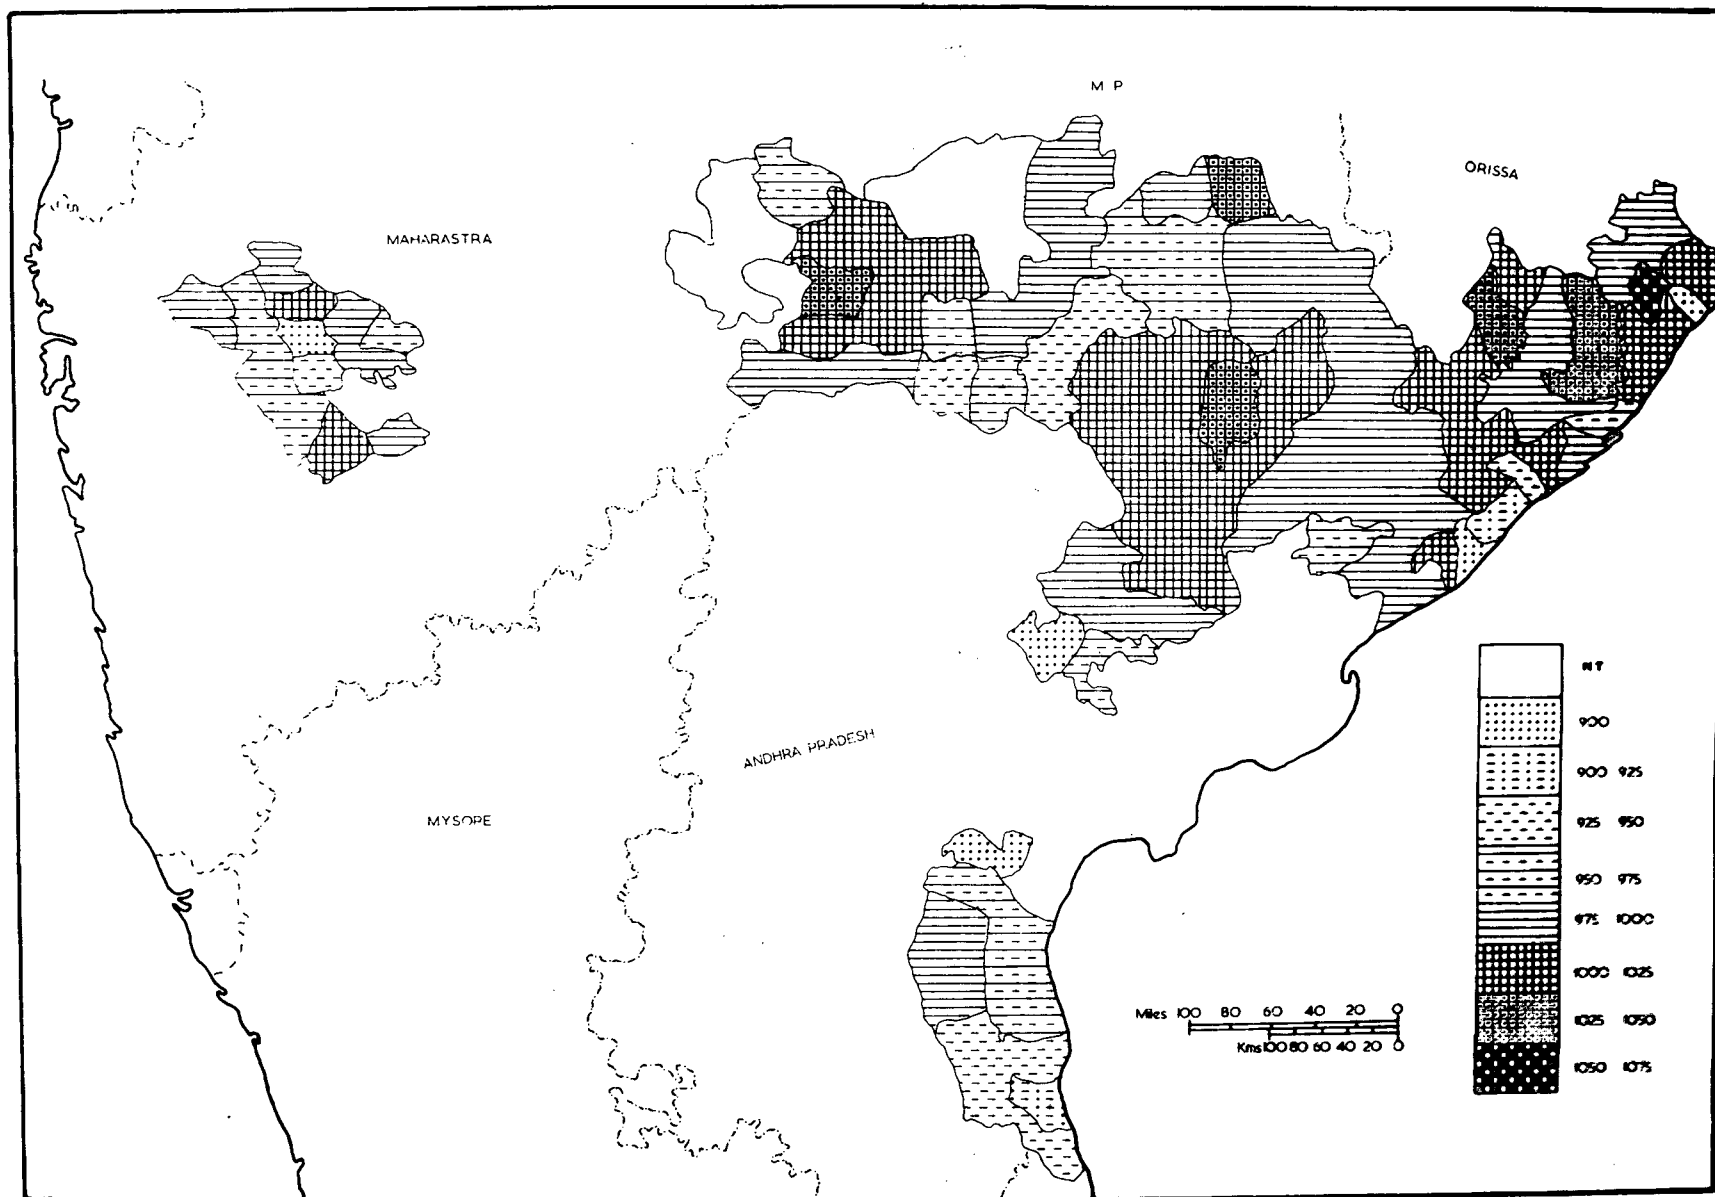 M P
ORISSA
MAHARASTRA
ANDHRA PRADESH
MYSORE
NT
900
900 925
925 950
950 975
975 1000
1000 1025
1025 1050
1050 1075
Miles 100 80 60 40 20 0
Kms 100 80 60 40 20 0